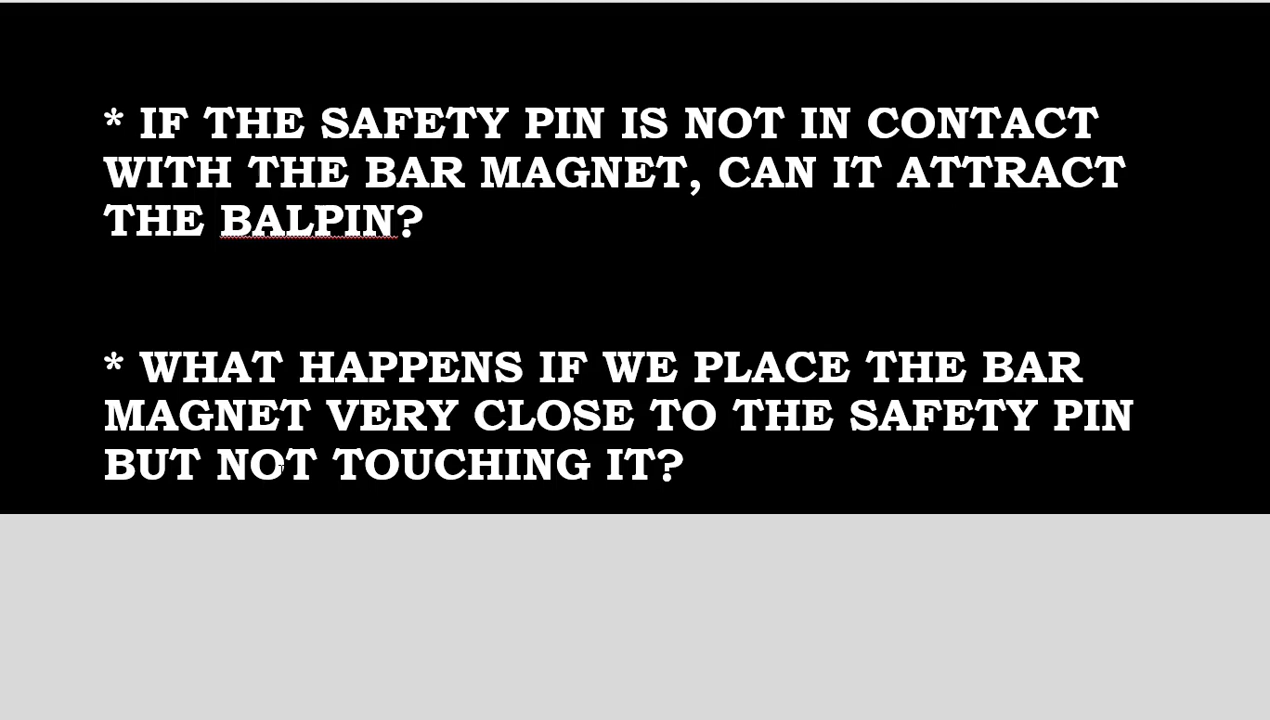 * IF THE SAFETY PIN IS NOT IN CONTACT
WITH THE BAR MAGNET, CAN IT ATTRACT
THE BALPIN?
* WHAT HAPPENS IF WE PLACE THE BAR
MAGNET VERY CLOSE TO THE SAFETY PIN
BUT NOT TOUCHING IT?